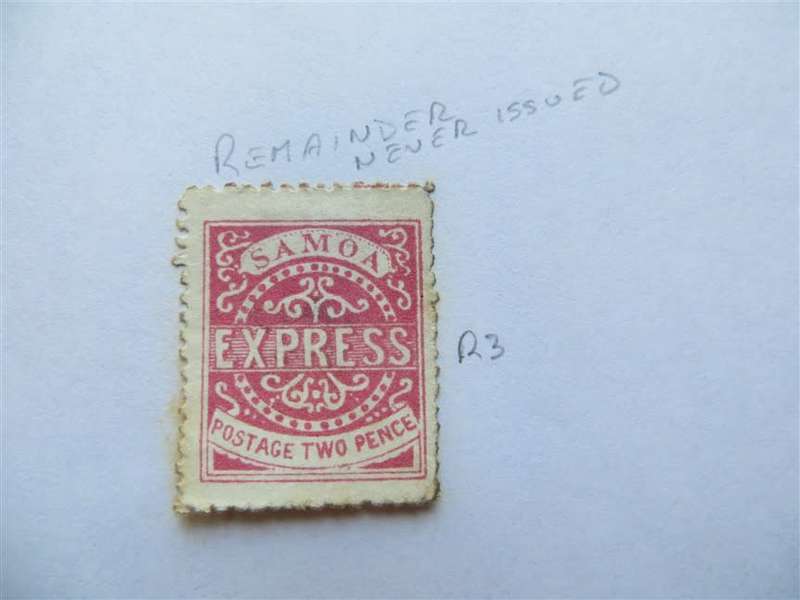 REMAINDER
NEVER ISSUED
SAMOA
EXPRESS
POSTAGE TWO PENCE
R3